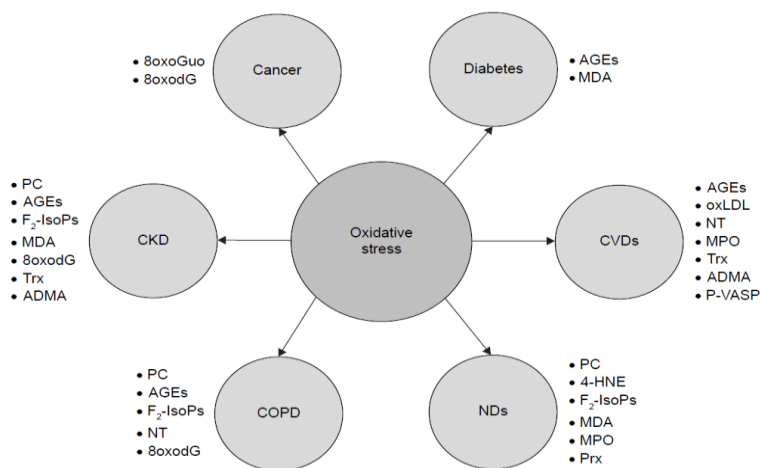 • 8oxoGuo
• 8oxodG
Cancer
Diabetes
• AGEs
• MDA
• PC
• AGEs
• F₂-IsoPs
• MDA
• 8oxodG
• Trx
• ADMA
CKD
Oxidative
stress
CVDs
• AGEs
• oxLDL
• NT
• MPO
• Trx
• ADMA
• P-VASP
• PC
• AGEs
• F₂-IsoPs
• NT
• 8oxodG
COPD
NDs
• PC
• 4-HNE
• F₂-IsoPs
• MDA
• MPO
• Prx